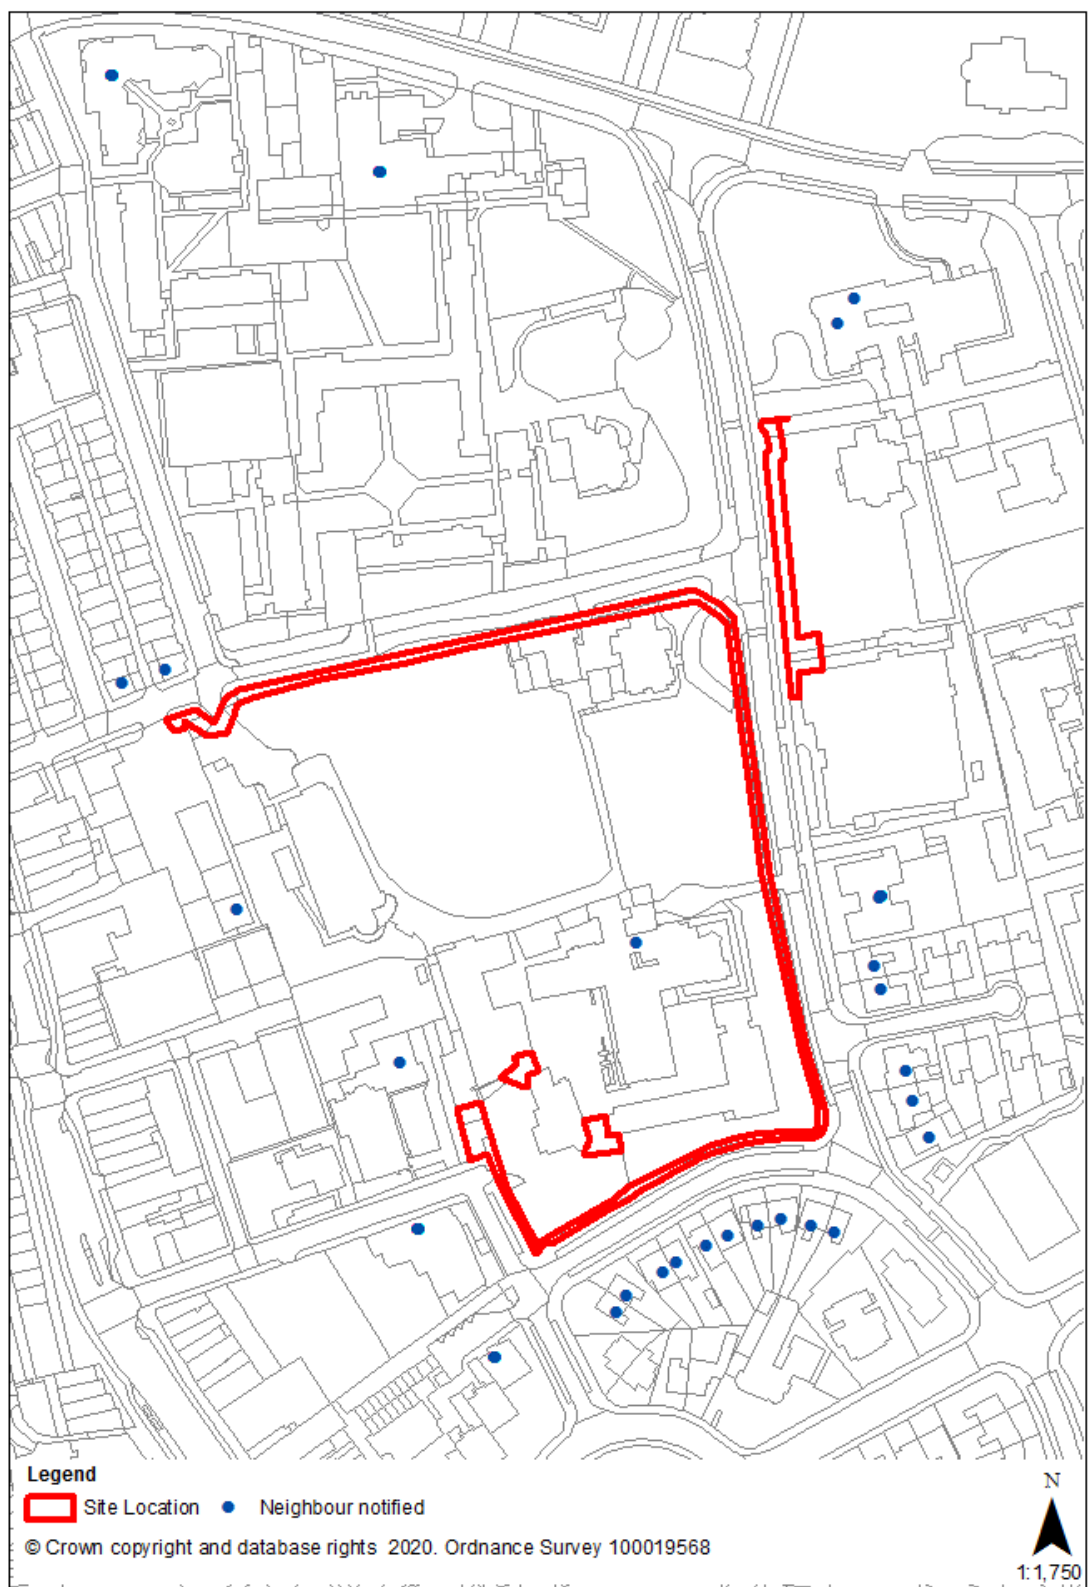 Legend
Site Location Neighbour notified
© Crown copyright and database rights 2020. Ordnance Survey 100019568
N
1:1,750